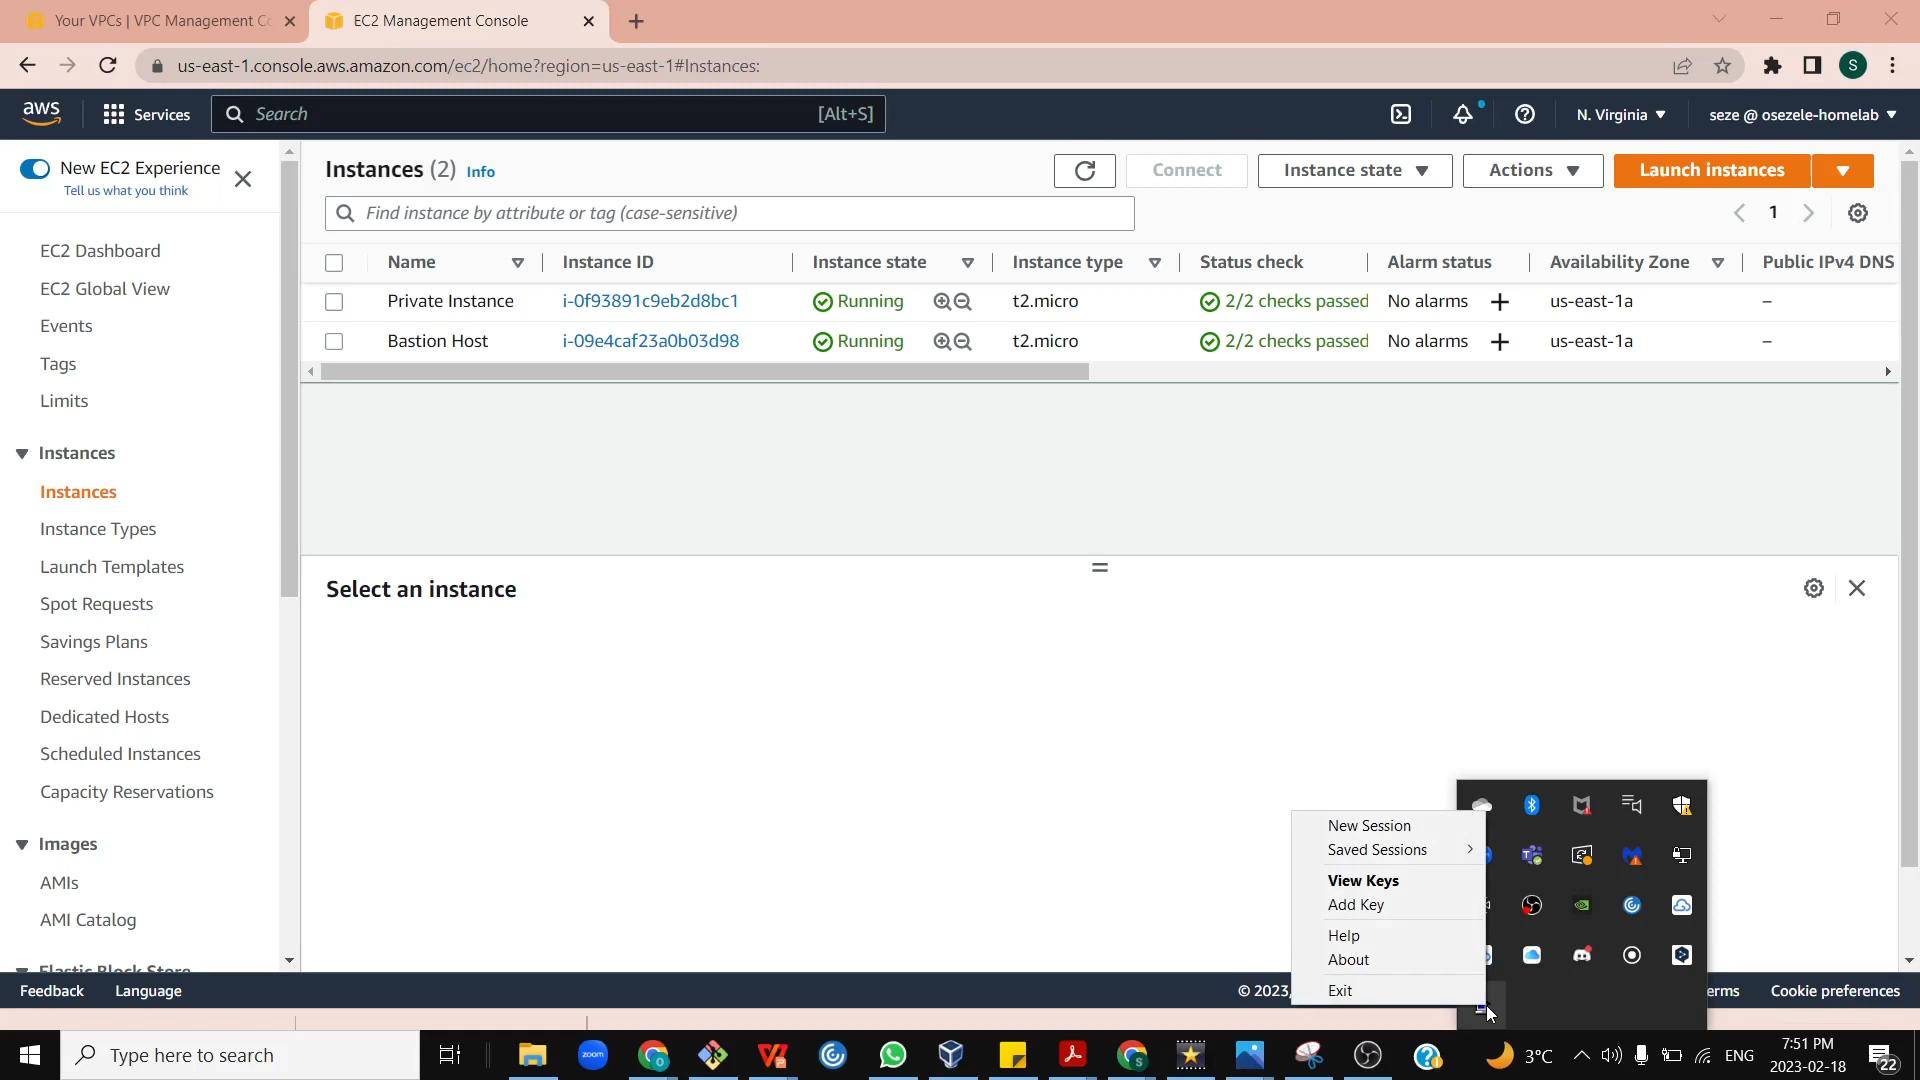 Your VPCs | VPC Management Co
EC2 Management Console
us-east-1.console.aws.amazon.com/ec2/home?region=us-east-1#Instances:
S
aws
Services
Search
[Alt+S]
N. Virginia
seze @ osezele-homelab
New EC2 Experience
Tell us what you think
EC2 Dashboard
EC2 Global View
Events
Tags
Limits
Instances
Instances
Instance Types
Launch Templates
Spot Requests
Savings Plans
Reserved Instances
Dedicated Hosts
Scheduled Instances
Capacity Reservations
Images
AMIs
AMI Catalog
Elastic Block Store
Instances (2) Info
Connect
Instance state
Actions
Launch instances
Find instance by attribute or tag (case-sensitive)
1
Name Instance ID Instance state Instance type Status check Alarm status Availability Zone Public IPv4 DNS
Private Instance i-0f93891c9eb2d8bc1 Running t2.micro 2/2 checks passed No alarms + us-east-1a –
Bastion Host i-09e4caf23a0b03d98 Running t2.micro 2/2 checks passed No alarms + us-east-1a –
Select an instance
New Session
Saved Sessions
View Keys
Add Key
Help
About
Exit
Feedback
Language
© 2023,
erms
Cookie preferences
Type here to search
zoom
3°C
ENG
7:51 PM
2023-02-18
22